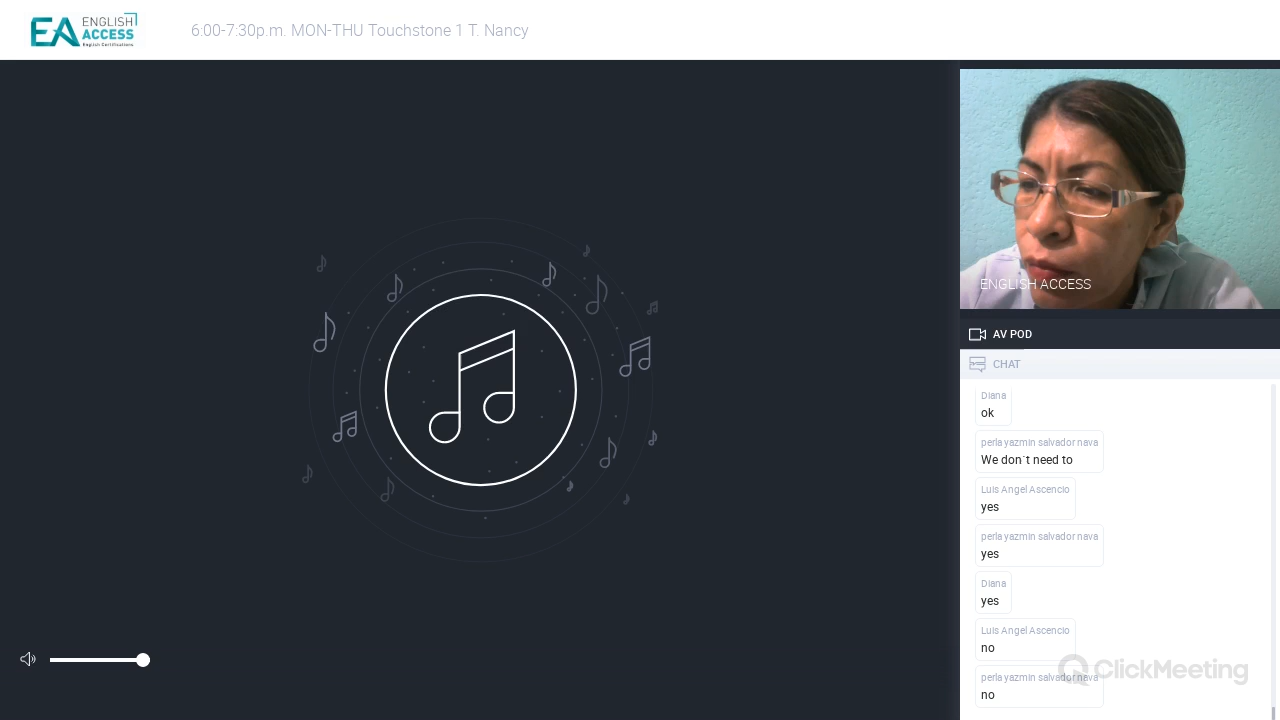 EA ENGLISH ACCESS
English Certifications
6:00-7:30p.m. MON-THU Touchstone 1 T. Nancy
ENGLISH ACCESS
AV POD
CHAT
Diana
ok
perla yazmin salvador nava
We don´t need to
Luis Angel Ascencio
yes
perla yazmin salvador nava
yes
Diana
yes
Luis Angel Ascencio
no
perla yazmin salvador nava
no
ClickMeeting